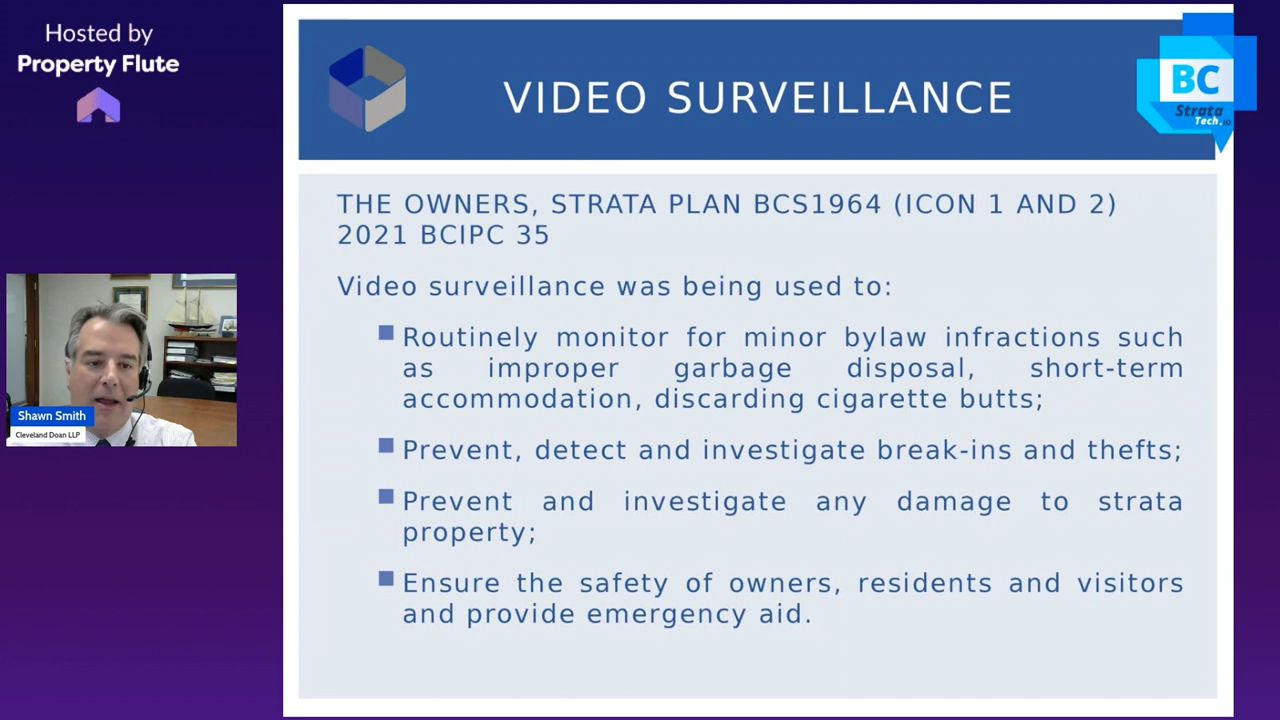 Hosted by
Property Flute
BC
Strata
Tech.io
VIDEO SURVEILLANCE
THE OWNERS, STRATA PLAN BCS1964 (ICON 1 AND 2)
2021 BCIPC 35
Video surveillance was being used to:
Routinely monitor for minor bylaw infractions such
as improper garbage disposal, short-term
accommodation, discarding cigarette butts;
Prevent, detect and investigate break-ins and thefts;
Prevent and investigate any damage to strata
property;
Ensure the safety of owners, residents and visitors
and provide emergency aid.
Shawn Smith
Cleveland Doan LLP